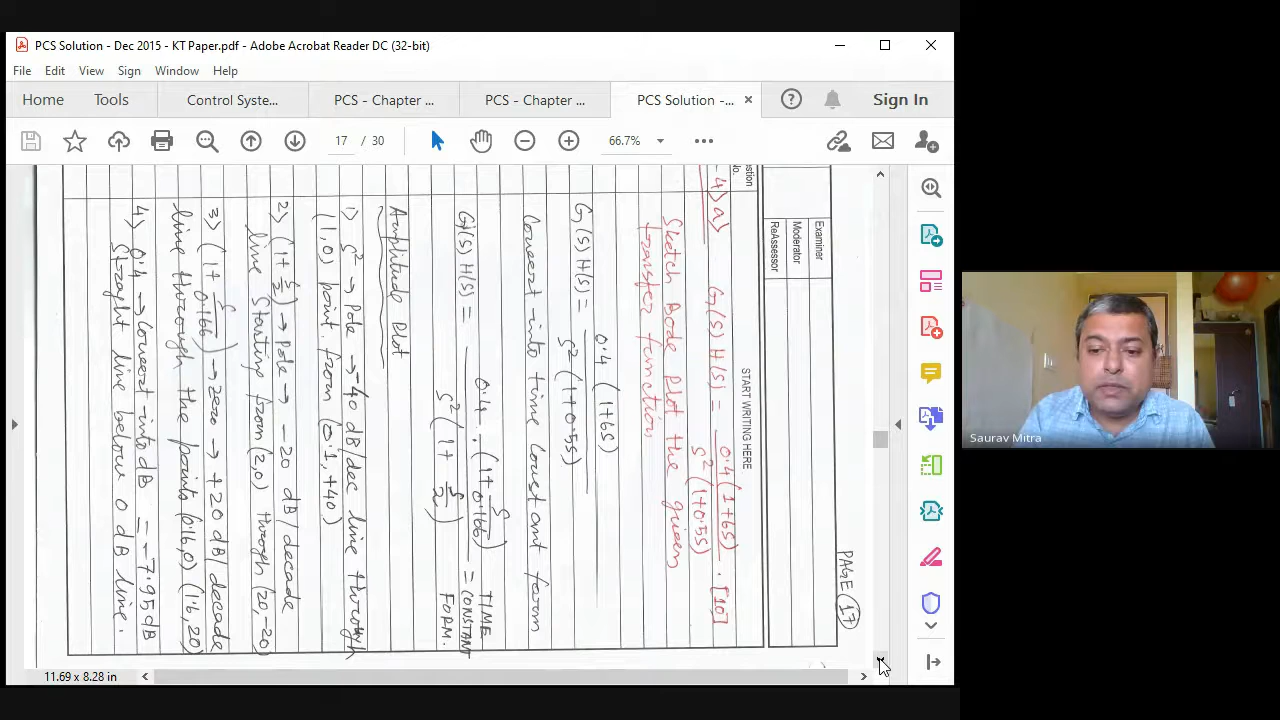 PCS Solution - Dec 2015 - KT Paper.pdf - Adobe Acrobat Reader DC (32-bit)
File Edit View Sign Window Help
Home Tools Control Syste... PCS - Chapter ... PCS - Chapter ... PCS Solution -... Sign In
17 / 30 66.7%
PAGE 17
Examiner
Moderator
ReAssessor
START WRITING HERE
estion No.
-4) a) G(s) H(s) = 0.4 (1+6s) / s² (1+0.5s) . [10]
Sketch Bode Plot the given
transfer function
G(s) H(s) = 0.4 (1+6s) / s² (1+0.5s)
Convert into time constant form
G(s) H(s) = 0.4 . (1 + s/0.166) / s² (1 + s/2) = TIME CONSTANT FORM.
Amplitude Plot
1) s² → Pole → -40 dB/dec line through
(1,0) point. from (0.1, +40)
2) (1 + s/2) → Pole → -20 dB/decade
line starting from (2,0) through (20,-20)
3) (1 + s/0.166) → zero → +20 dB/decade
line through the points (0.16,0) (1.6,20)
4) 0.4 → Convert into dB = -7.95 dB
Straight line below 0 dB line.
11.69 x 8.28 in
Saurav Mitra